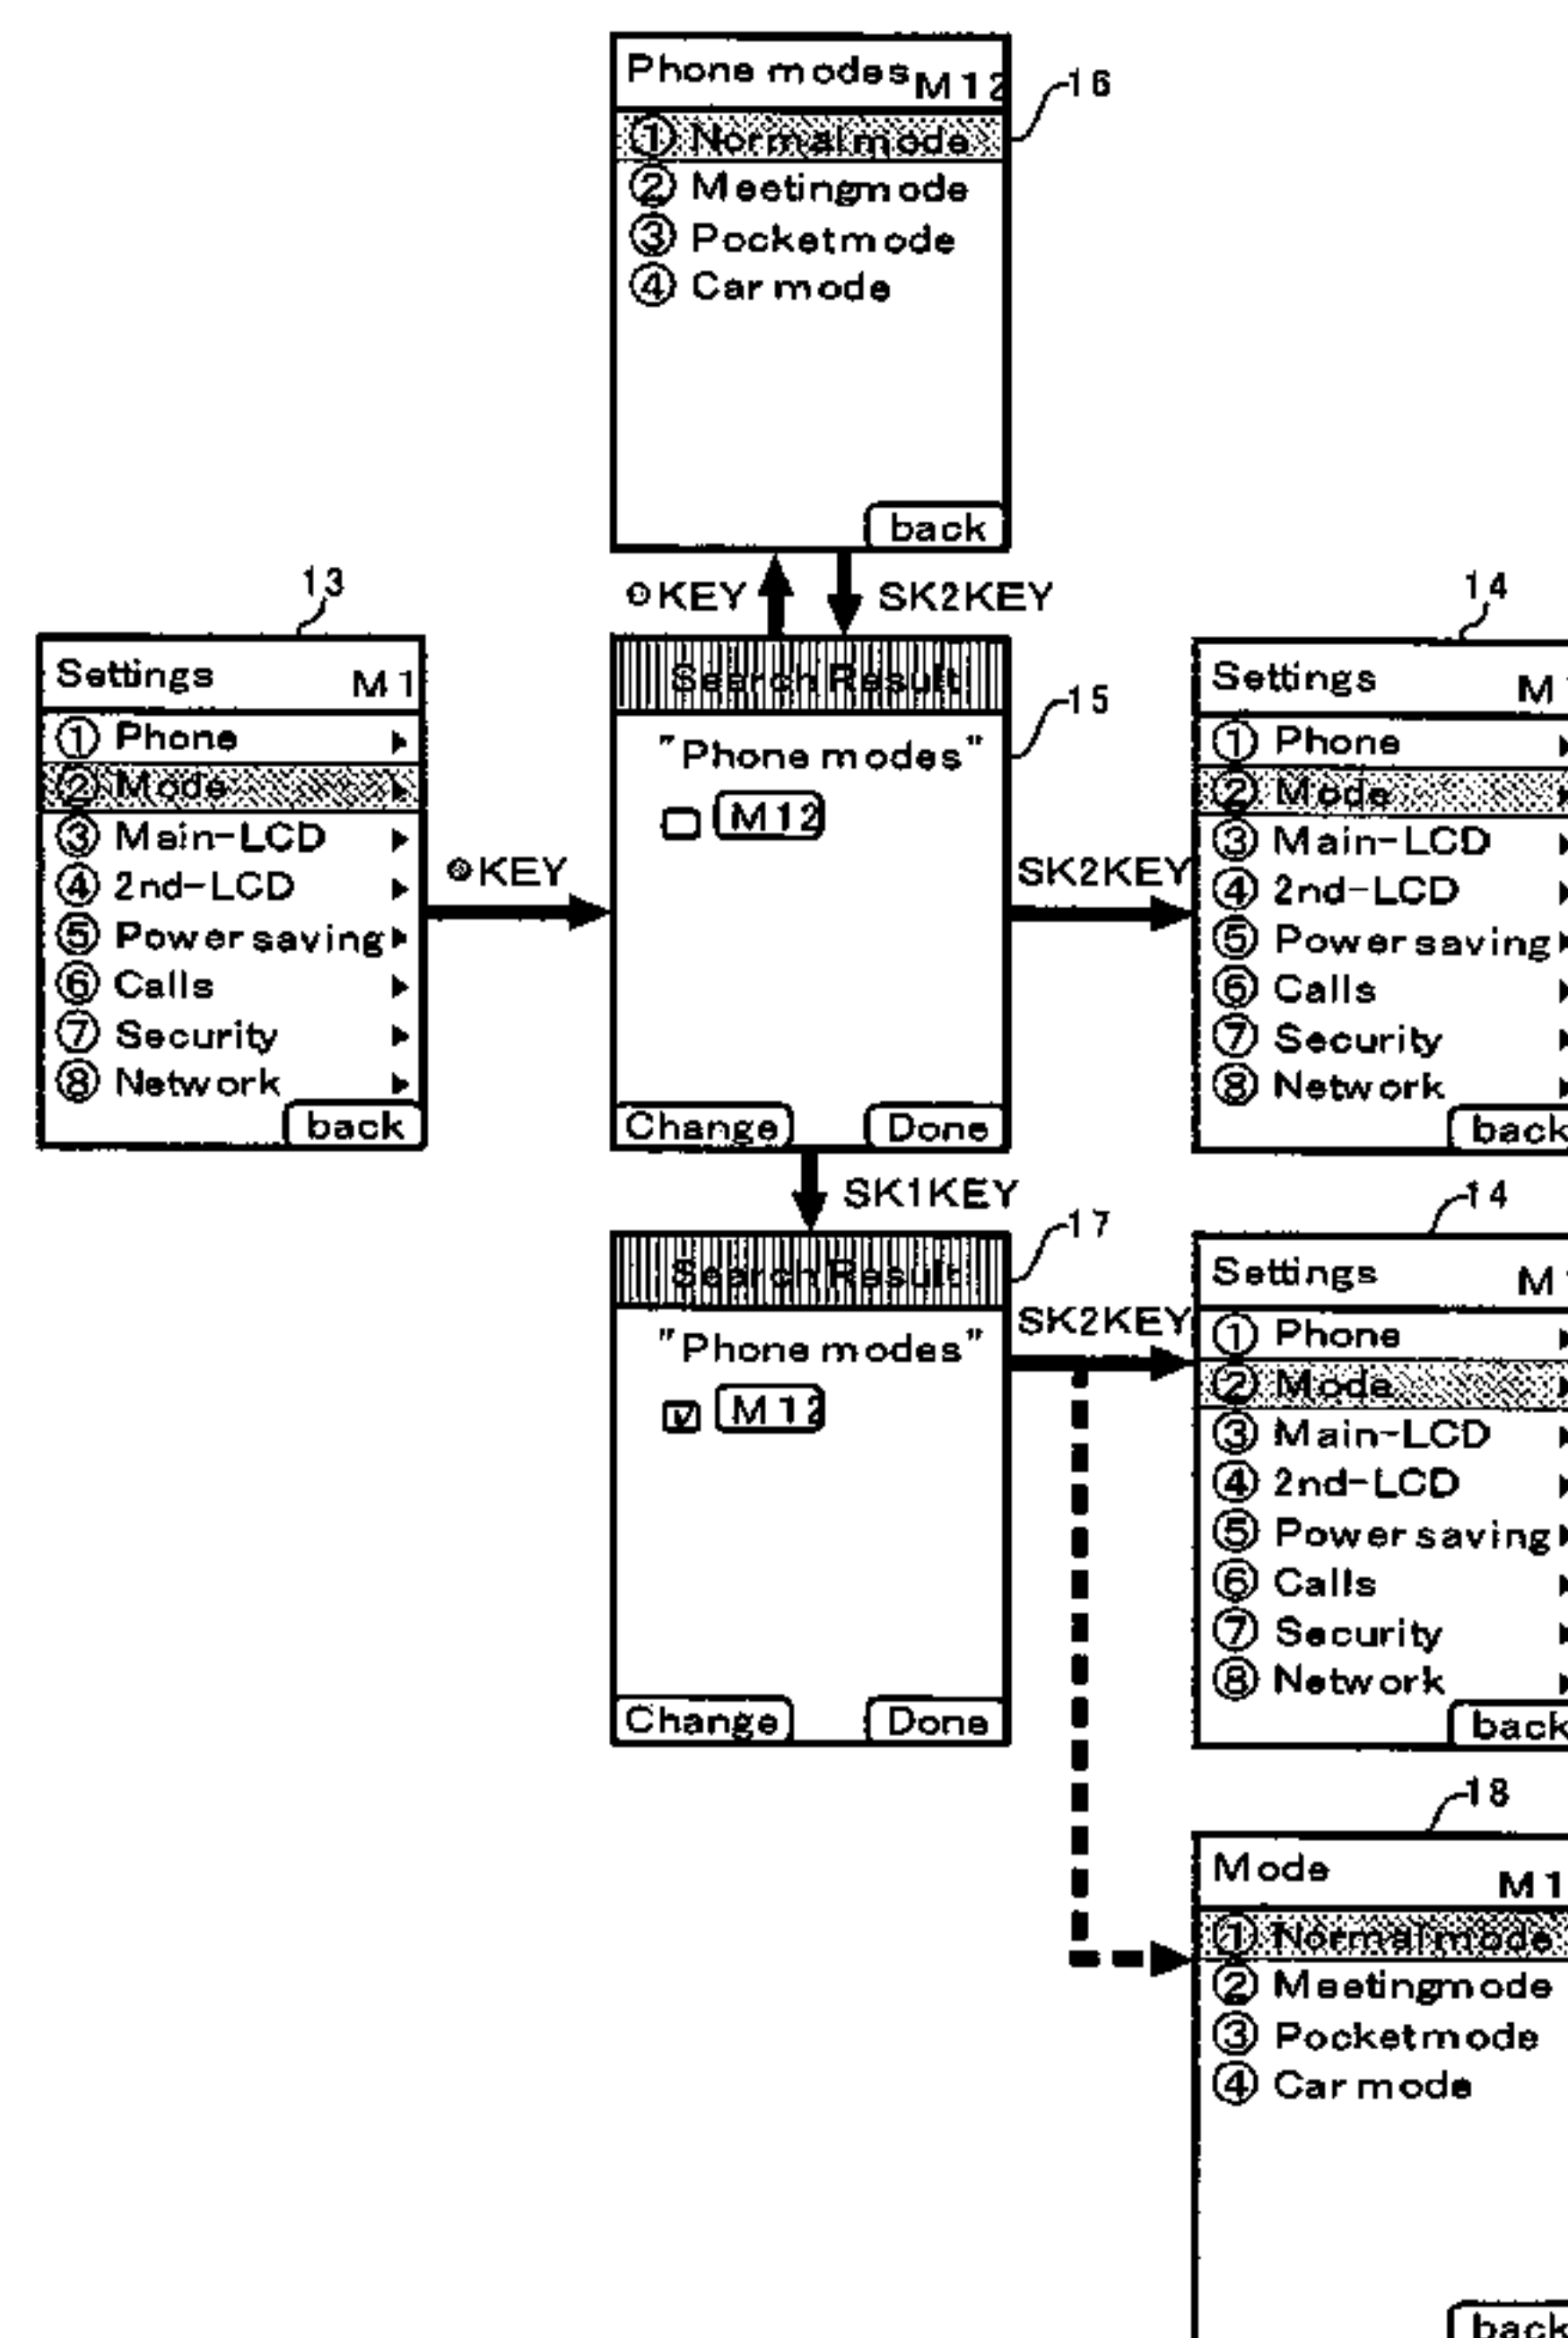 Phone modes M12
16
① Normal mode
② Meeting mode
③ Pocket mode
④ Car mode
back
◎KEY
SK2KEY
13
Settings M1
① Phone
② Mode
③ Main-LCD
④ 2nd-LCD
⑤ Power saving
⑥ Calls
⑦ Security
⑧ Network
back
◎KEY
Search Result
15
"Phone modes"
M12
Change Done
SK2KEY
14
Settings M1
① Phone
② Mode
③ Main-LCD
④ 2nd-LCD
⑤ Power saving
⑥ Calls
⑦ Security
⑧ Network
back
SK1KEY
Search Result
17
"Phone modes"
M12
Change Done
SK2KEY
14
Settings M1
① Phone
② Mode
③ Main-LCD
④ 2nd-LCD
⑤ Power saving
⑥ Calls
⑦ Security
⑧ Network
back
18
Mode M1
① Normal mode
② Meeting mode
③ Pocket mode
④ Car mode
back